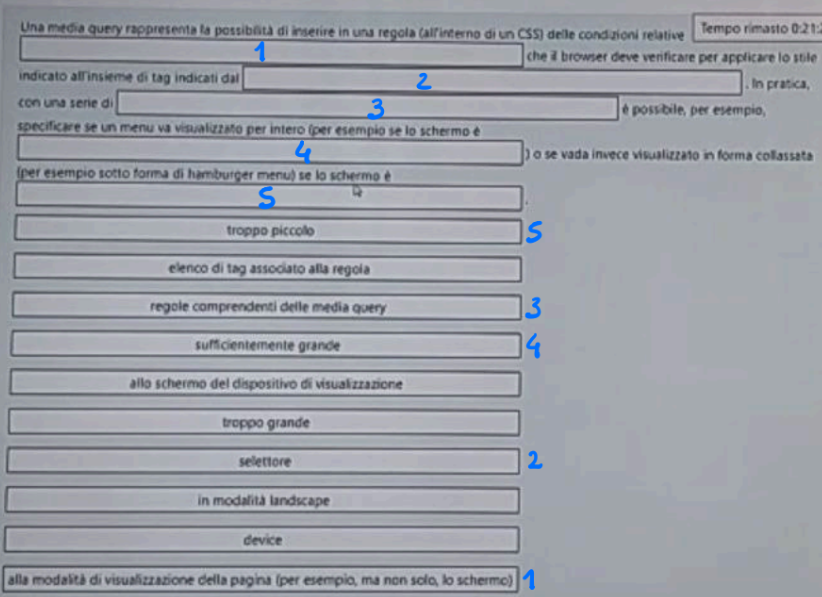 Una media query rappresenta la possibilità di inserire in una regola (all'interno di un CSS) delle condizioni relative
Tempo rimasto 0:21:
1
che il browser deve verificare per applicare lo stile
indicato all'insieme di tag indicati dal
2
. In pratica,
con una serie di
3
è possibile, per esempio,
specificare se un menu va visualizzato per intero (per esempio se lo schermo è
4
) o se vada invece visualizzato in forma collassata
(per esempio sotto forma di hamburger menu) se lo schermo è
5
.
troppo piccolo
5
elenco di tag associato alla regola
regole comprendenti delle media query
3
sufficientemente grande
4
allo schermo del dispositivo di visualizzazione
troppo grande
selettore
2
in modalità landscape
device
alla modalità di visualizzazione della pagina (per esempio, ma non solo, lo schermo)
1